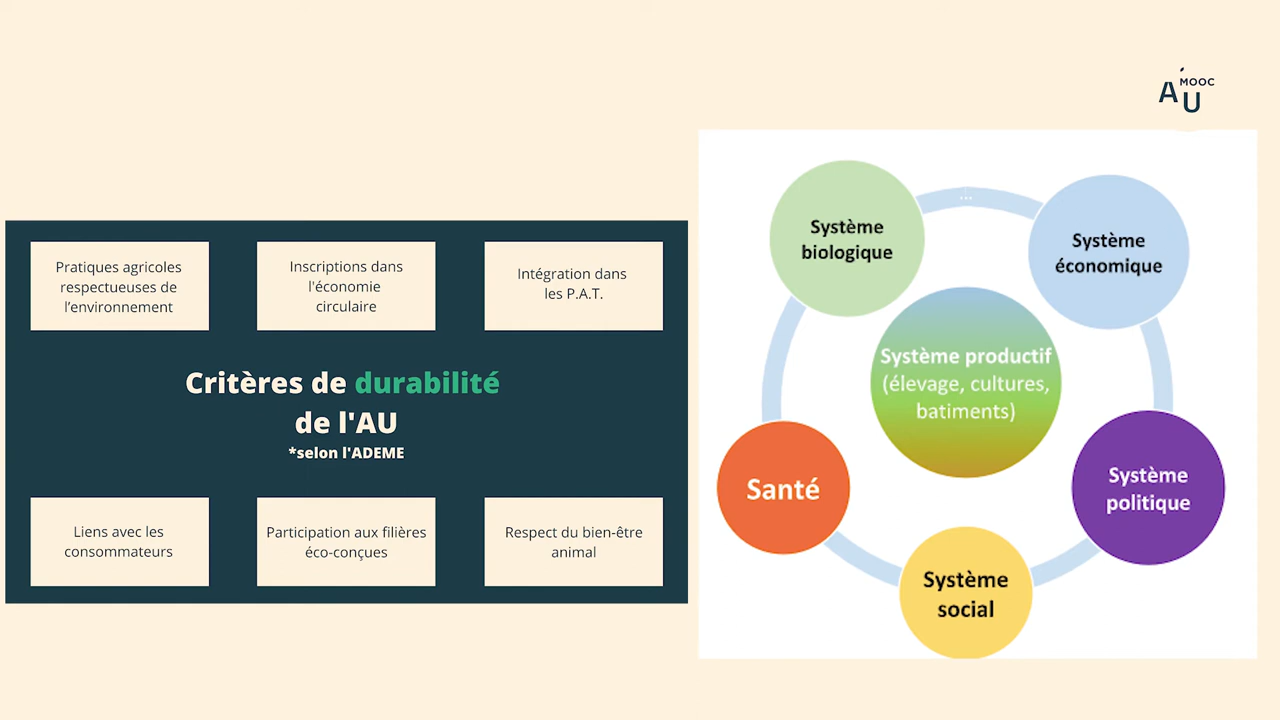 MOOC
AU
Pratiques agricoles
respectueuses de
l’environnement
Inscriptions dans
l'économie
circulaire
Intégration dans
les P.A.T.
Critères de durabilité
de l'AU
*selon l'ADEME
Liens avec les
consommateurs
Participation aux filières
éco-conçues
Respect du bien-être
animal
...
Système
biologique
Système
économique
Système productif
(élevage, cultures,
batiments)
Santé
Système
politique
Système
social